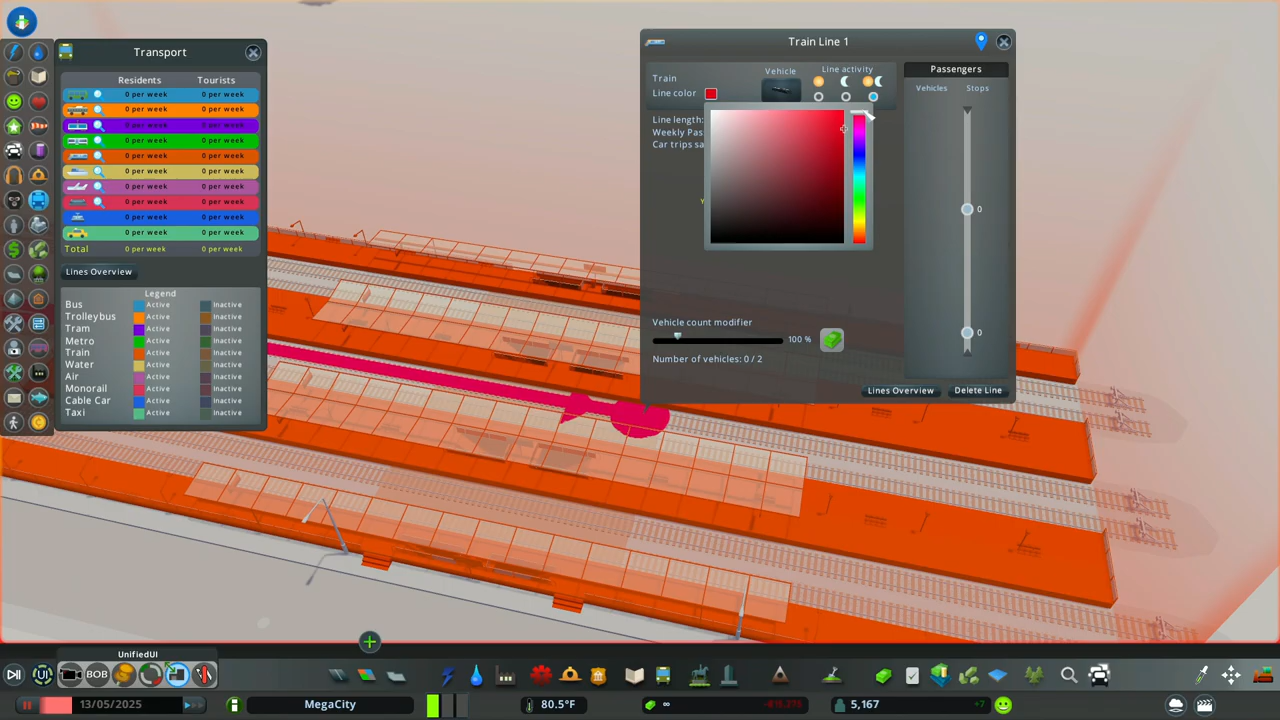 Transport
Residents Tourists
0 per week 0 per week
0 per week 0 per week
0 per week 0 per week
0 per week 0 per week
0 per week 0 per week
0 per week 0 per week
0 per week 0 per week
0 per week 0 per week
0 per week 0 per week
0 per week 0 per week
Total 0 per week 0 per week
Lines Overview
Legend
Bus Active Inactive
Trolleybus Active Inactive
Tram Active Inactive
Metro Active Inactive
Train Active Inactive
Water Active Inactive
Air Active Inactive
Monorail Active Inactive
Cable Car Active Inactive
Taxi Active Inactive
Train Line 1
Train
Line color
Vehicle
Line activity
Line length:
Weekly Pas
Car trips sa
Vehicle count modifier
100 %
Number of vehicles: 0 / 2
Passengers
Vehicles Stops
0
0
Lines Overview
Delete Line
UnifiedUI
UI
BOB
13/05/2025
MegaCity
80.5°F
∞
5,167
+7